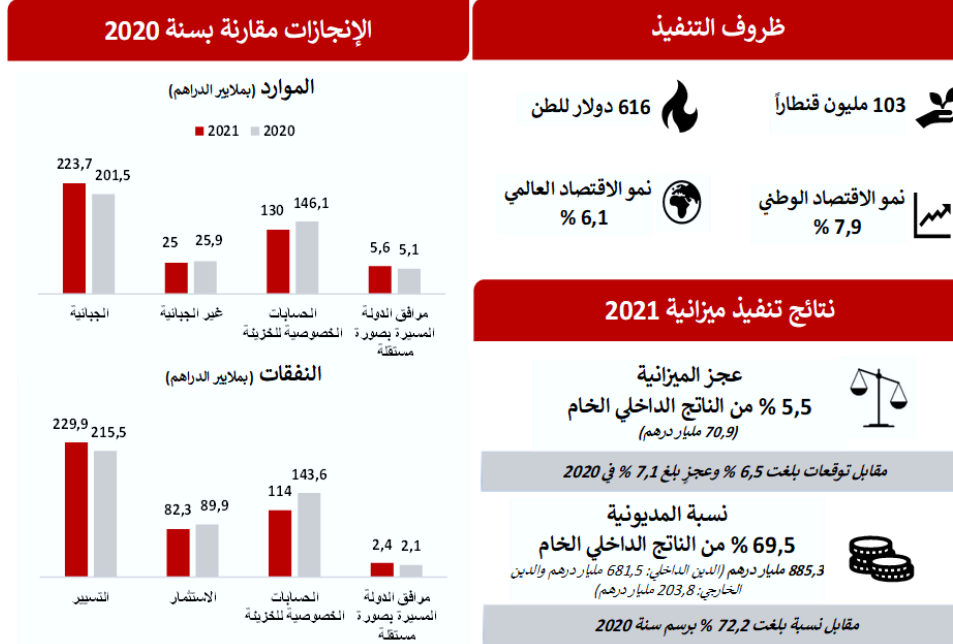 ظروف التنفيذ
103 مليون قنطاراً
616 دولار للطن
نمو الاقتصاد الوطني
7,9 %
نمو الاقتصاد العالمي
6,1 %
نتائج تنفيذ ميزانية 2021
عجز الميزانية
5,5 % من الناتج الداخلي الخام
(70,9 مليار درهم)
مقابل توقعات بلغت 6,5 % وعجزٍ بلغ 7,1 % في 2020
نسبة المديونية
69,5 % من الناتج الداخلي الخام
885,3 مليار درهم (الدين الداخلي: 681,5 مليار درهم والدين
الخارجي: 203,8 مليار درهم)
مقابل نسبة بلغت 72,2 % برسم سنة 2020
الإنجازات مقارنة بسنة 2020
الموارد (بملايير الدراهم)
2021 2020
223,7 201,5
25 25,9
130 146,1
5,6 5,1
الجبائية
غير الجبائية
الحسابات
الخصوصية للخزينة
مرافق الدولة
المسيرة بصورة
مستقلة
النفقات (بملايير الدراهم)
229,9 215,5
82,3 89,9
114 143,6
2,4 2,1
التسيير
الاستثمار
الحسابات
الخصوصية للخزينة
مرافق الدولة
المسيرة بصورة
مستقلة